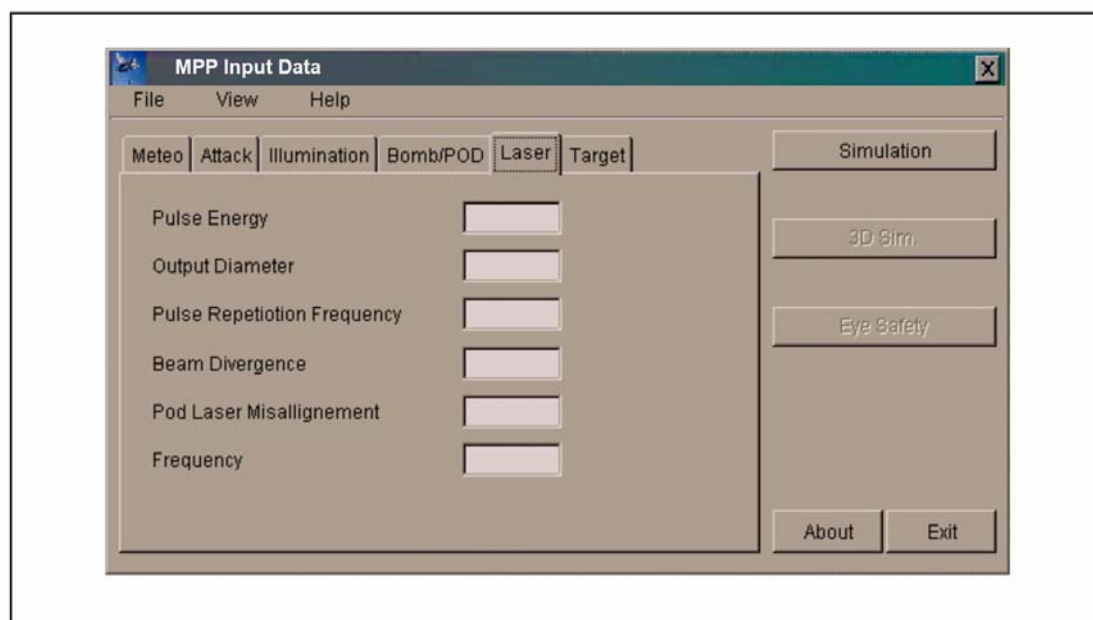 MPP Input Data
File View Help
Meteo Attack Illumination Bomb/POD Laser Target
Simulation
Pulse Energy
3D Sim.
Output Diameter
Pulse Repetiotion Frequency
Eye Safety
Beam Divergence
Pod Laser Misallignement
Frequency
About Exit